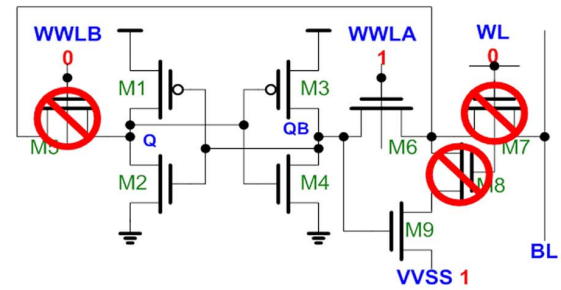 WWLB WWLA WL
0 1 0
M1 M3
Q QB
M5 M6 M7
M2 M4 M8
M9
BL
VVSS 1